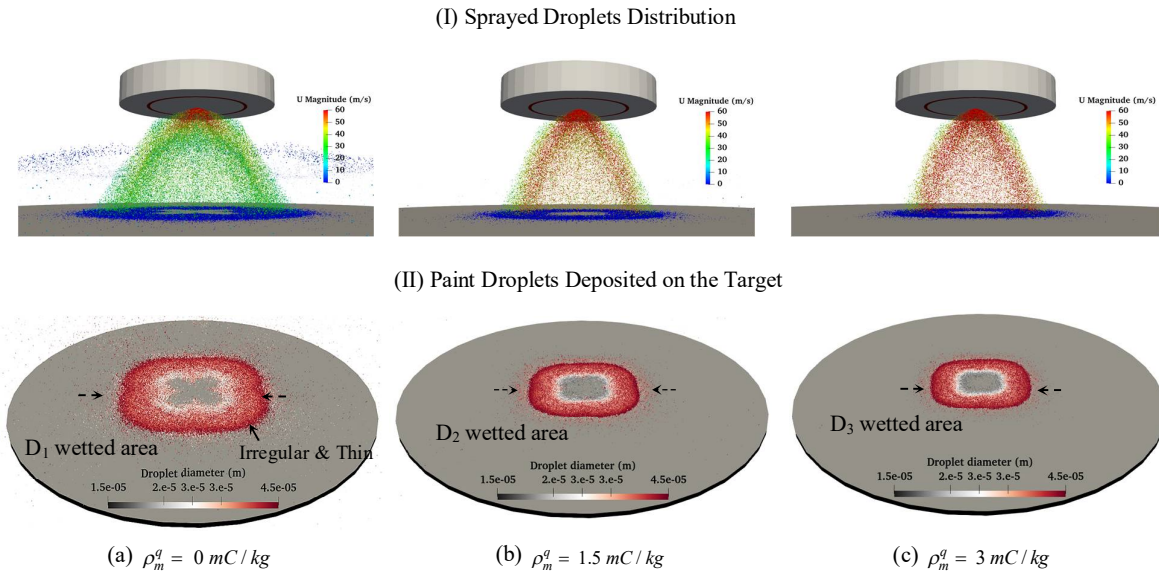 (I) Sprayed Droplets Distribution
U Magnitude (m/s)
60
50
40
30
20
10
0
U Magnitude (m/s)
60
50
40
30
20
10
0
U Magnitude (m/s)
60
50
40
30
20
10
0
(II) Paint Droplets Deposited on the Target
D₁ wetted area
Irregular & Thin
Droplet diameter (m)
1.5e-05 2e-5 3.e-5 3.e-5 4.5e-05
D₂ wetted area
Droplet diameter (m)
1.5e-05 2.e-5 3.e-5 3.e-5 4.5e-05
D₃ wetted area
Droplet diameter (m)
1.5e-05 2.e-5 3.e-5 3.e-5 4.5e-05
(a) ρ_m^q = 0 mC / kg
(b) ρ_m^q = 1.5 mC / kg
(c) ρ_m^q = 3 mC / kg